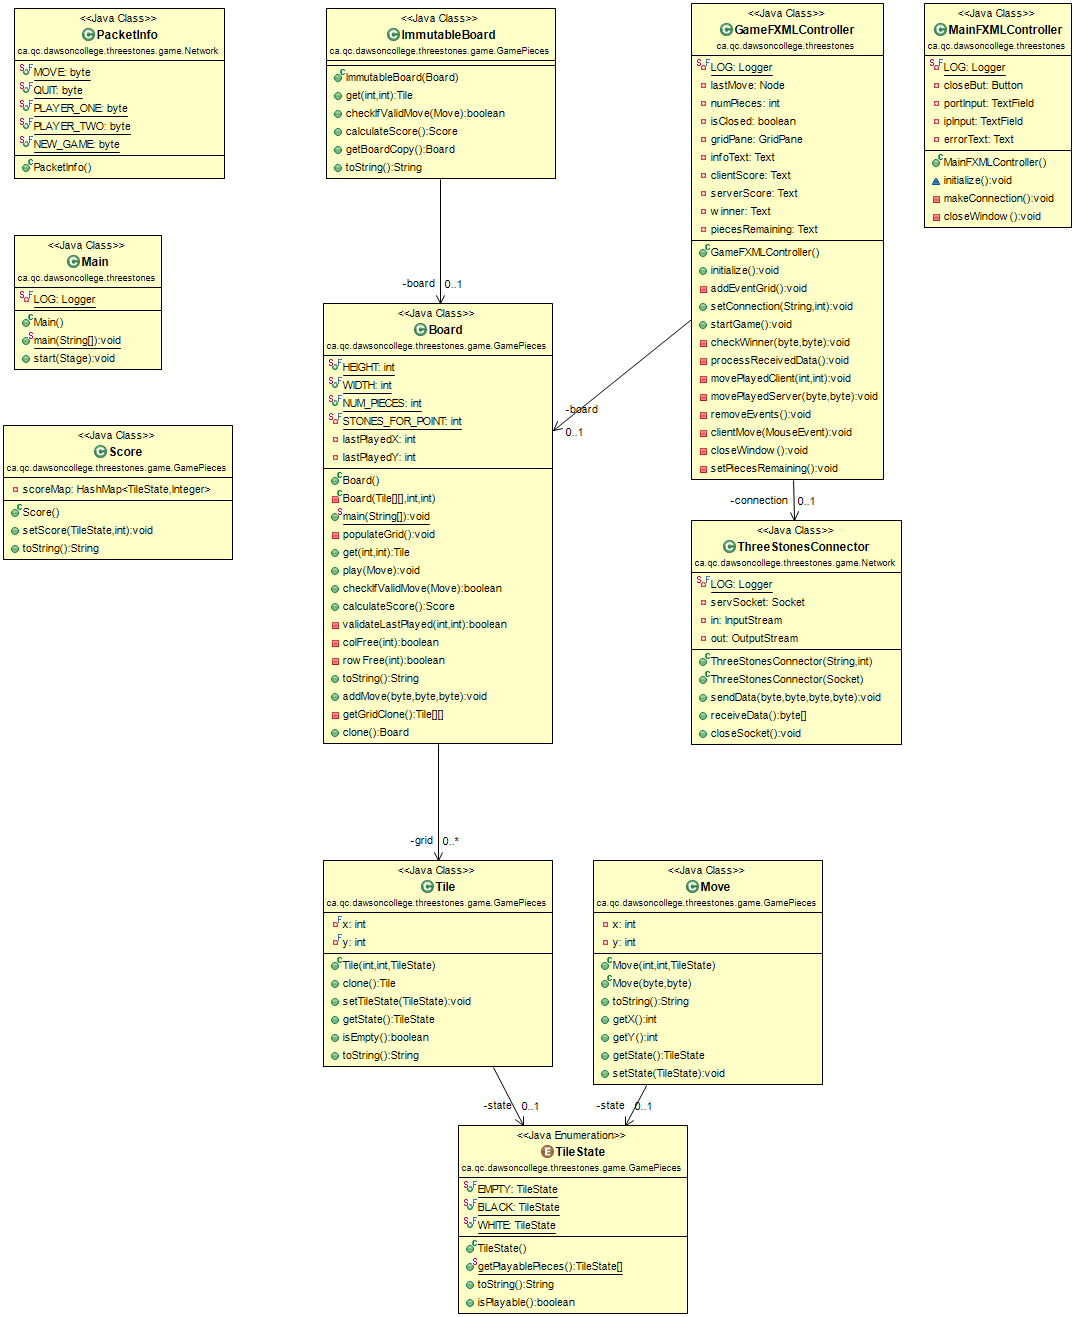 <<Java Class>>
PacketInfo
ca.qc.dawsoncollege.threestones.game.Network
MOVE: byte
QUIT: byte
PLAYER_ONE: byte
PLAYER_TWO: byte
NEW_GAME: byte
PacketInfo()
<<Java Class>>
ImmutableBoard
ca.qc.dawsoncollege.threestones.game.GamePieces
ImmutableBoard(Board)
get(int,int):Tile
checkIfValidMove(Move):boolean
calculateScore():Score
getBoardCopy():Board
toString():String
<<Java Class>>
GameFXMLController
ca.qc.dawsoncollege.threestones
LOG: Logger
lastMove: Node
numPieces: int
isClosed: boolean
gridPane: GridPane
infoText: Text
clientScore: Text
serverScore: Text
winner: Text
piecesRemaining: Text
GameFXMLController()
initialize():void
addEventGrid():void
setConnection(String,int):void
startGame():void
checkWinner(byte,byte):void
processReceivedData():void
movePlayedClient(int,int):void
movePlayedServer(byte,byte):void
removeEvents():void
clientMove(MouseEvent):void
closeWindow():void
setPiecesRemaining():void
<<Java Class>>
MainFXMLController
ca.qc.dawsoncollege.threestones
LOG: Logger
closeBut: Button
portInput: TextField
ipInput: TextField
errorText: Text
MainFXMLController()
initialize():void
makeConnection():void
closeWindow():void
<<Java Class>>
Main
ca.qc.dawsoncollege.threestones
LOG: Logger
Main()
main(String[]):void
start(Stage):void
-board 0..1
<<Java Class>>
Board
ca.qc.dawsoncollege.threestones.game.GamePieces
HEIGHT: int
WIDTH: int
NUM_PIECES: int
STONES_FOR_POINT: int
lastPlayedX: int
lastPlayedY: int
Board()
Board(Tile[][],int,int)
main(String[]):void
populateGrid():void
get(int,int):Tile
play(Move):void
checkIfValidMove(Move):boolean
calculateScore():Score
validateLastPlayed(int,int):boolean
colFree(int):boolean
rowFree(int):boolean
toString():String
addMove(byte,byte,byte):void
getGridClone():Tile[][]
clone():Board
-board
0..1
<<Java Class>>
Score
ca.qc.dawsoncollege.threestones.game.GamePieces
scoreMap: HashMap<TileState,Integer>
Score()
setScore(TileState,int):void
toString():String
-connection 0..1
<<Java Class>>
ThreeStonesConnector
ca.qc.dawsoncollege.threestones.game.Network
LOG: Logger
servSocket: Socket
in: InputStream
out: OutputStream
ThreeStonesConnector(String,int)
ThreeStonesConnector(Socket)
sendData(byte,byte,byte,byte):void
receiveData():byte[]
closeSocket():void
-grid 0..*
<<Java Class>>
Tile
ca.qc.dawsoncollege.threestones.game.GamePieces
x: int
y: int
Tile(int,int,TileState)
clone():Tile
setTileState(TileState):void
getState():TileState
isEmpty():boolean
toString():String
<<Java Class>>
Move
ca.qc.dawsoncollege.threestones.game.GamePieces
x: int
y: int
Move(int,int,TileState)
Move(byte,byte)
toString():String
getX():int
getY():int
getState():TileState
setState(TileState):void
-state 0..1
-state 0..1
<<Java Enumeration>>
TileState
ca.qc.dawsoncollege.threestones.game.GamePieces
EMPTY: TileState
BLACK: TileState
WHITE: TileState
TileState()
getPlayablePieces():TileState[]
toString():String
isPlayable():boolean